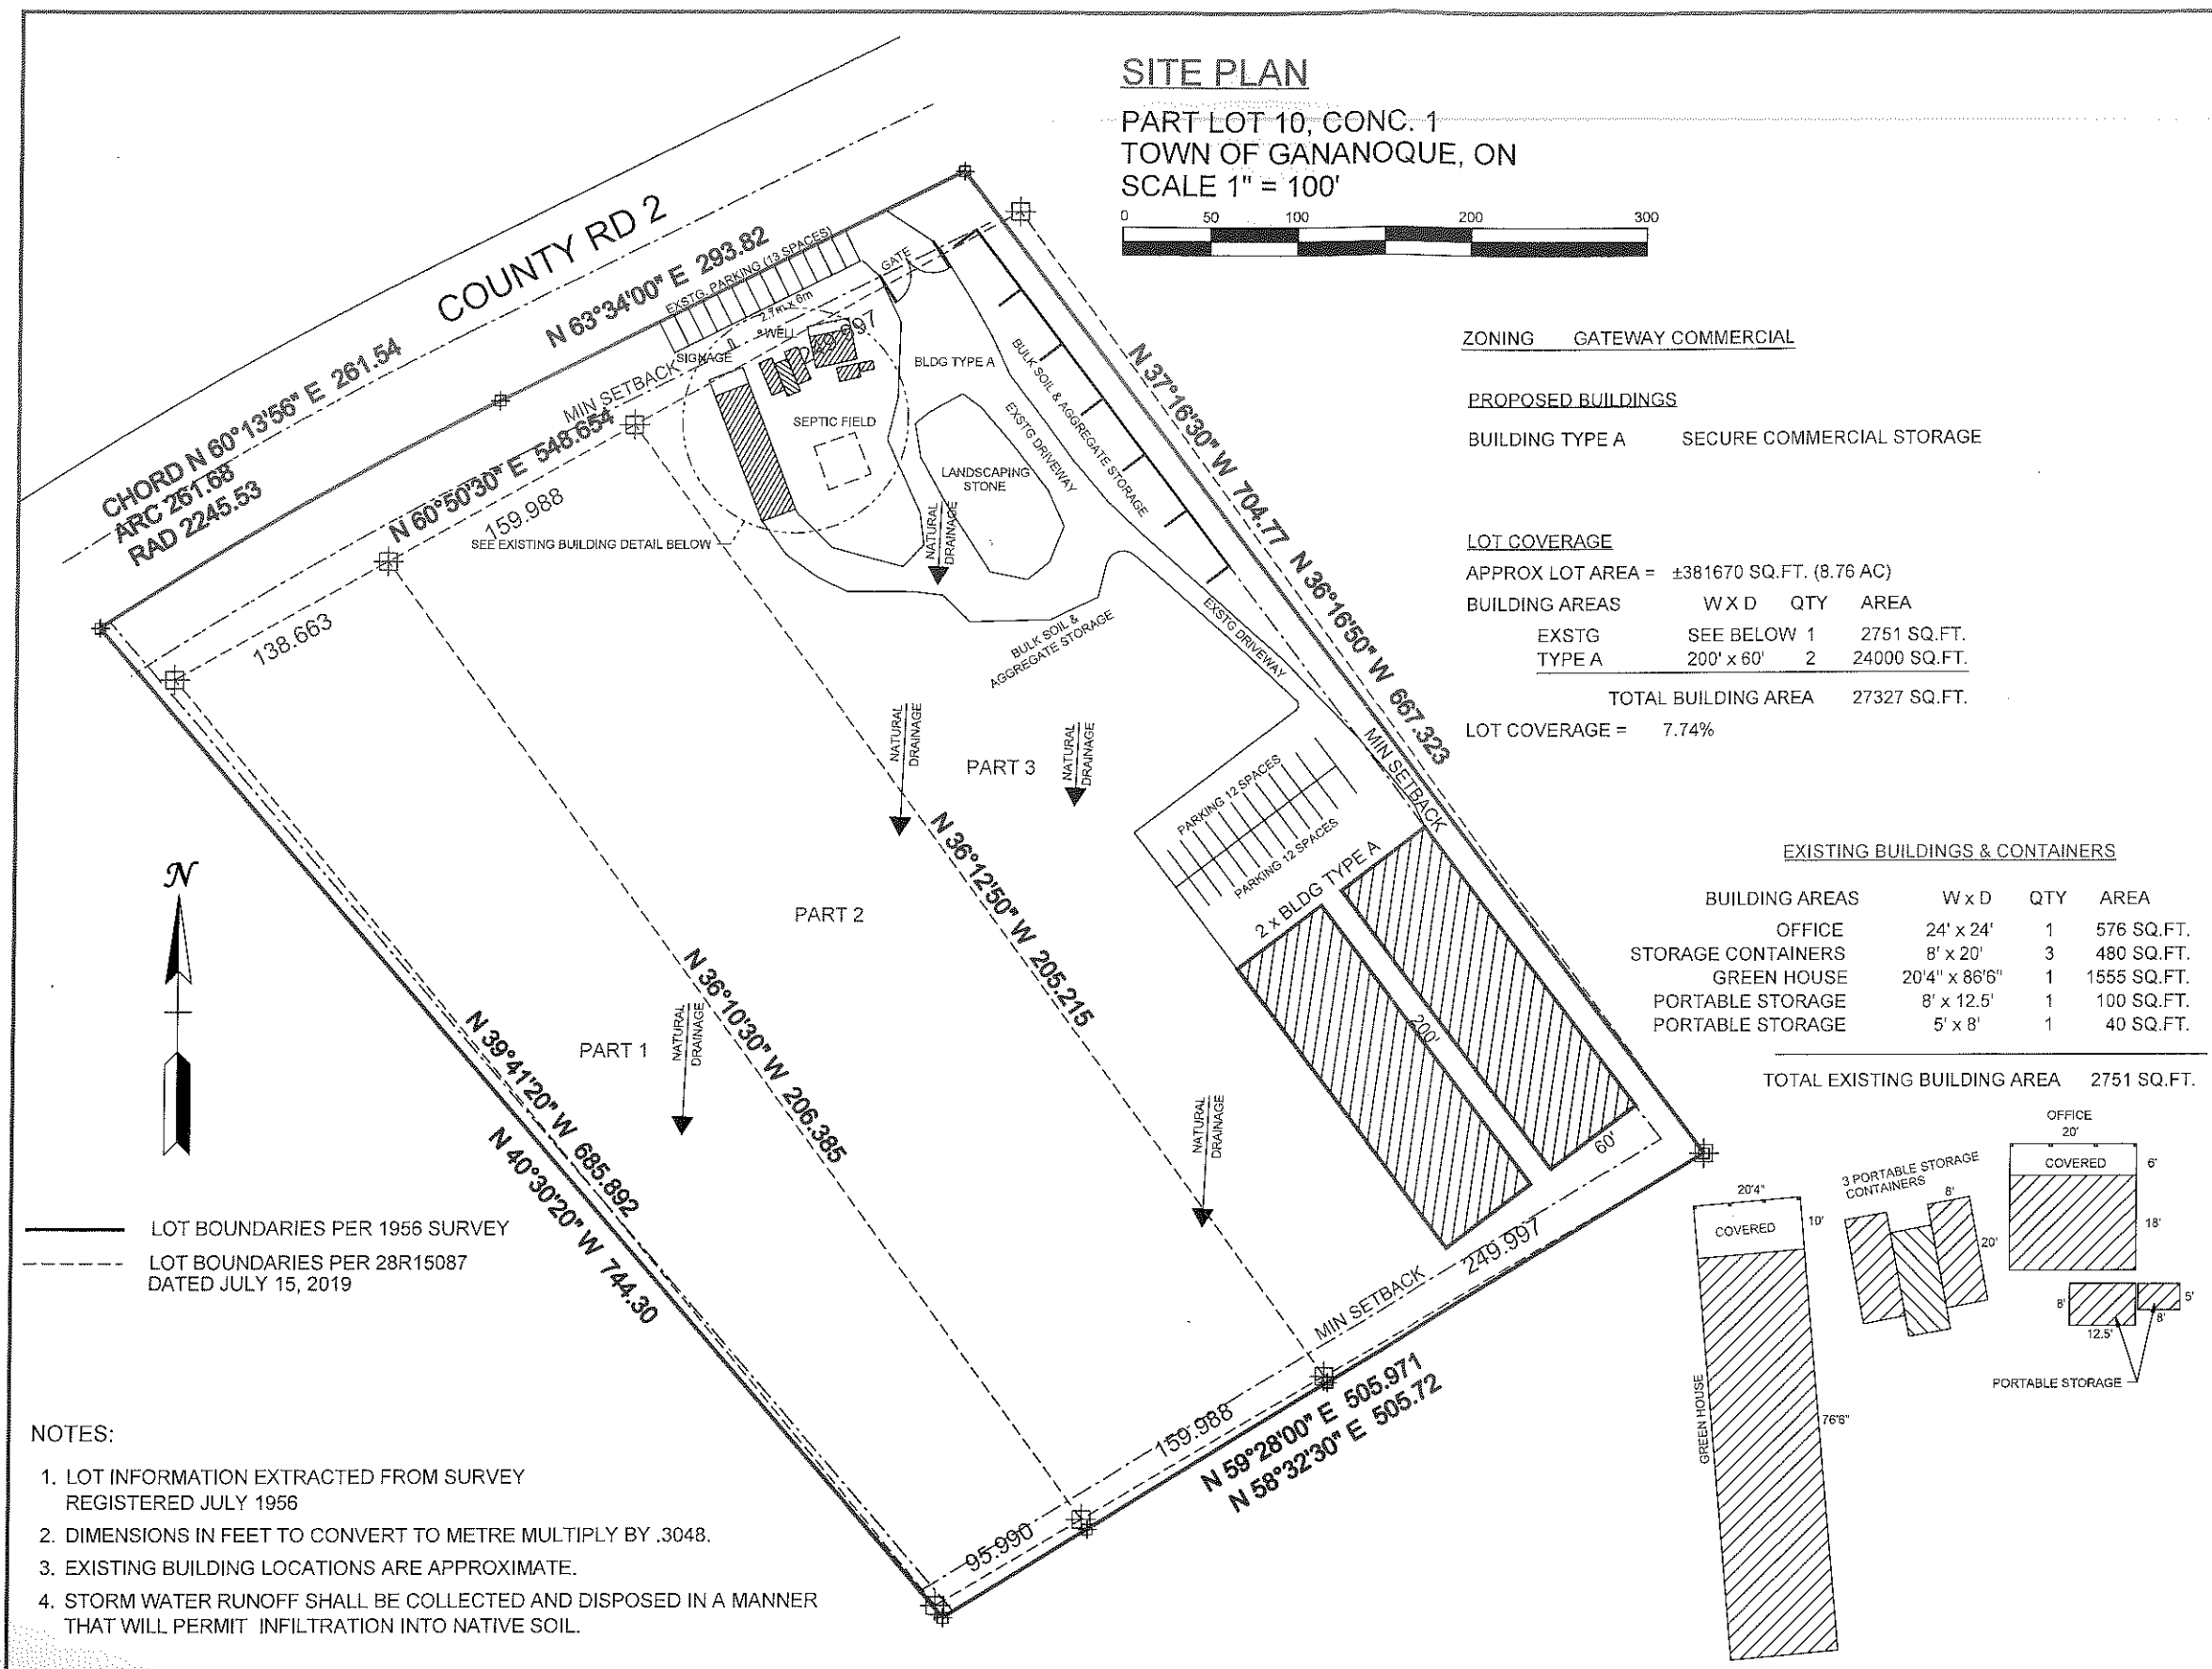 SITE PLAN
PART LOT 10, CONC. 1
TOWN OF GANANOQUE, ON
SCALE 1" = 100'
0 50 100 200 300
COUNTY RD 2
N 63°34'00" E 293.82
CHORD N 60°13'56" E 261.54
ARC 261.68
RAD 2245.53
EXSTG. PARKING (13 SPACES)
2.7m x 6m
GATE
WELL
SIGNAGE
MIN SETBACK
249.997
N 60°50'30" E 548.654
159.988
138.663
SEE EXISTING BUILDING DETAIL BELOW
SEPTIC FIELD
BLDG TYPE A
LANDSCAPING
STONE
EXSTG DRIVEWAY
BULK SOIL & AGGREGATE STORAGE
N 37°16'30" W 704.77
N 36°16'50" W 667.323
NATURAL
DRAINAGE
BULK SOIL &
AGGREGATE STORAGE
EXSTG DRIVEWAY
MIN SETBACK
NATURAL
DRAINAGE
PART 3
NATURAL
DRAINAGE
PARKING 12 SPACES
PARKING 12 SPACES
2 x BLDG TYPE A
200'
60'
N 36°12'50" W 205.215
PART 2
N 36°10'30" W 206.385
PART 1
NATURAL
DRAINAGE
NATURAL
DRAINAGE
N 39°41'20" W 685.892
N 40°30'20" W 744.30
249.997
MIN SETBACK
159.988
95.990
N 59°28'00" E 505.971
N 58°32'30" E 505.72
N
LOT BOUNDARIES PER 1956 SURVEY
LOT BOUNDARIES PER 28R15087
DATED JULY 15, 2019
NOTES:
1. LOT INFORMATION EXTRACTED FROM SURVEY
REGISTERED JULY 1956
2. DIMENSIONS IN FEET TO CONVERT TO METRE MULTIPLY BY .3048.
3. EXISTING BUILDING LOCATIONS ARE APPROXIMATE.
4. STORM WATER RUNOFF SHALL BE COLLECTED AND DISPOSED IN A MANNER
THAT WILL PERMIT INFILTRATION INTO NATIVE SOIL.
ZONING GATEWAY COMMERCIAL
PROPOSED BUILDINGS
BUILDING TYPE A SECURE COMMERCIAL STORAGE
LOT COVERAGE
APPROX LOT AREA = ±381670 SQ.FT. (8.76 AC)
BUILDING AREAS W X D QTY AREA
EXSTG SEE BELOW 1 2751 SQ.FT.
TYPE A 200' x 60' 2 24000 SQ.FT.
TOTAL BUILDING AREA 27327 SQ.FT.
LOT COVERAGE = 7.74%
EXISTING BUILDINGS & CONTAINERS
BUILDING AREAS W x D QTY AREA
OFFICE 24' x 24' 1 576 SQ.FT.
STORAGE CONTAINERS 8' x 20' 3 480 SQ.FT.
GREEN HOUSE 20'4" x 86'6" 1 1555 SQ.FT.
PORTABLE STORAGE 8' x 12.5' 1 100 SQ.FT.
PORTABLE STORAGE 5' x 8' 1 40 SQ.FT.
TOTAL EXISTING BUILDING AREA 2751 SQ.FT.
OFFICE
20'
COVERED
6'
18'
3 PORTABLE STORAGE
CONTAINERS
8'
20'
20'4"
COVERED
10'
GREEN HOUSE
76'6"
8'
12.5'
8'
5'
PORTABLE STORAGE